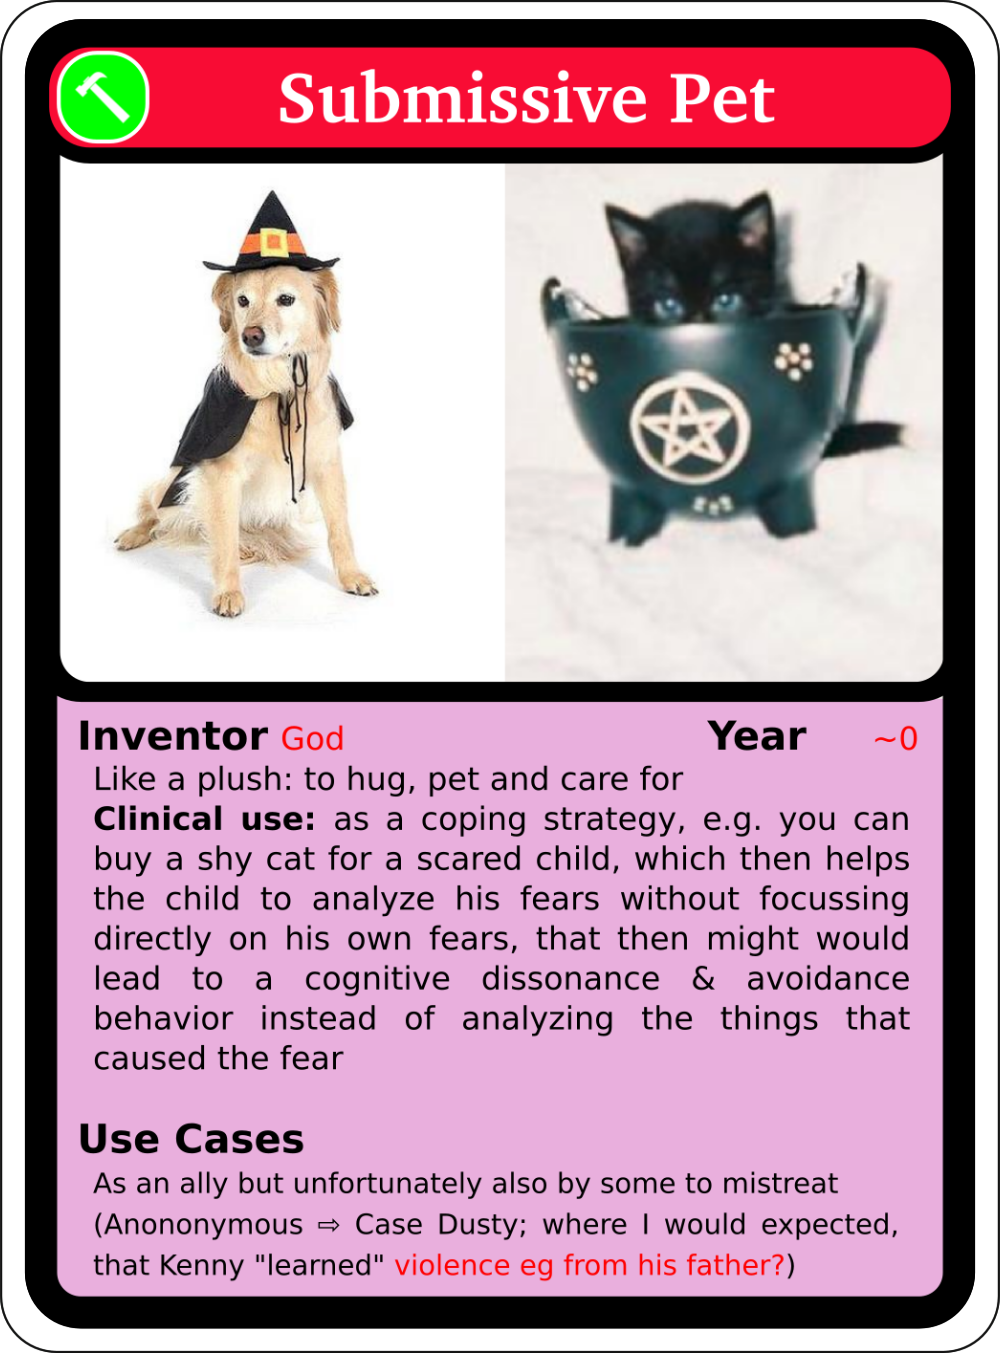 Submissive Pet
Inventor God Year ~0
Like a plush: to hug, pet and care for
Clinical use: as a coping strategy, e.g. you can
buy a shy cat for a scared child, which then helps
the child to analyze his fears without focussing
directly on his own fears, that then might would
lead to a cognitive dissonance & avoidance
behavior instead of analyzing the things that
caused the fear
Use Cases
As an ally but unfortunately also by some to mistreat
(Anononymous ⇨ Case Dusty; where I would expected,
that Kenny "learned" violence eg from his father?)